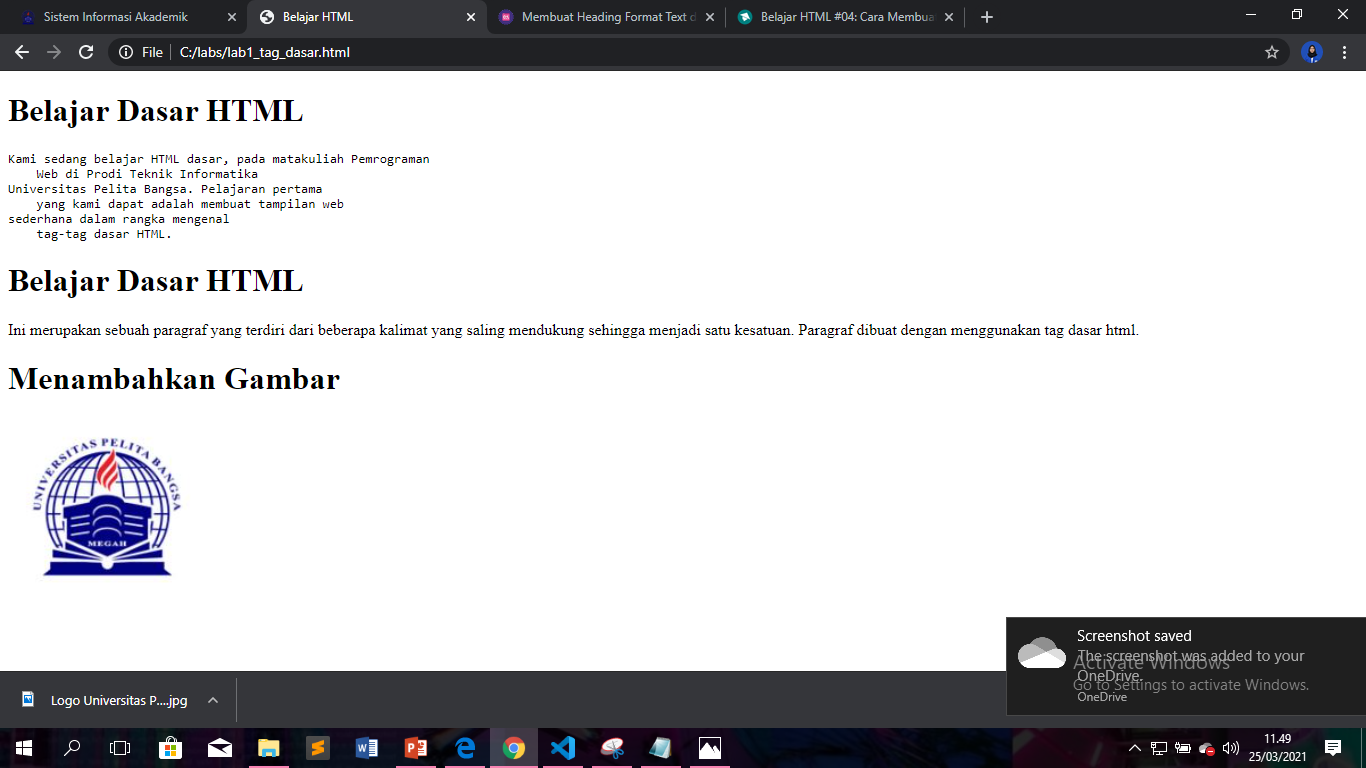 Sistem Informasi Akademik
Belajar HTML
Membuat Heading Format Text d
Belajar HTML #04: Cara Membua
File
C:/labs/lab1_tag_dasar.html
Belajar Dasar HTML
Kami sedang belajar HTML dasar, pada matakuliah Pemrograman
Web di Prodi Teknik Informatika
Universitas Pelita Bangsa. Pelajaran pertama
yang kami dapat adalah membuat tampilan web
sederhana dalam rangka mengenal
tag-tag dasar HTML.
Belajar Dasar HTML
Ini merupakan sebuah paragraf yang terdiri dari beberapa kalimat yang saling mendukung sehingga menjadi satu kesatuan. Paragraf dibuat dengan menggunakan tag dasar html.
Menambahkan Gambar
UNIVERSITAS PELITA BANGSA
MEGAH
Screenshot saved
The screenshot was added to your
OneDrive.
OneDrive
Activate Windows
Go to Settings to activate Windows.
Logo Universitas P....jpg
11.49
25/03/2021